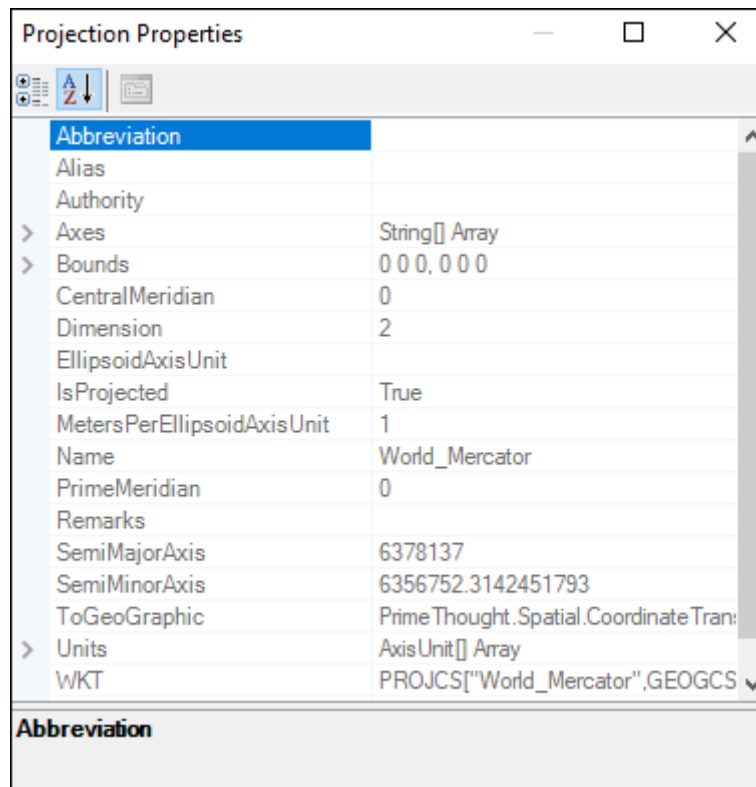 Projection Properties
Abbreviation
Alias
Authority
Axes String[] Array
Bounds 0 0 0, 0 0 0
CentralMeridian 0
Dimension 2
EllipsoidAxisUnit
IsProjected True
MetersPerEllipsoidAxisUnit 1
Name World_Mercator
PrimeMeridian 0
Remarks
SemiMajorAxis 6378137
SemiMinorAxis 6356752.3142451793
ToGeoGraphic PrimeThought.Spatial.CoordinateTrans
Units AxisUnit[] Array
WKT PROJCS["World_Mercator",GEOGCS
Abbreviation